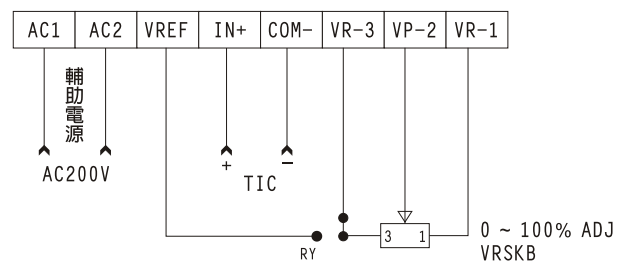 AC1 AC2 VREF IN+ COM- VR-3 VP-2 VR-1
輔助電源
AC200V
+ −
TIC
RY
3 1
0 ~ 100% ADJ
VRSKB